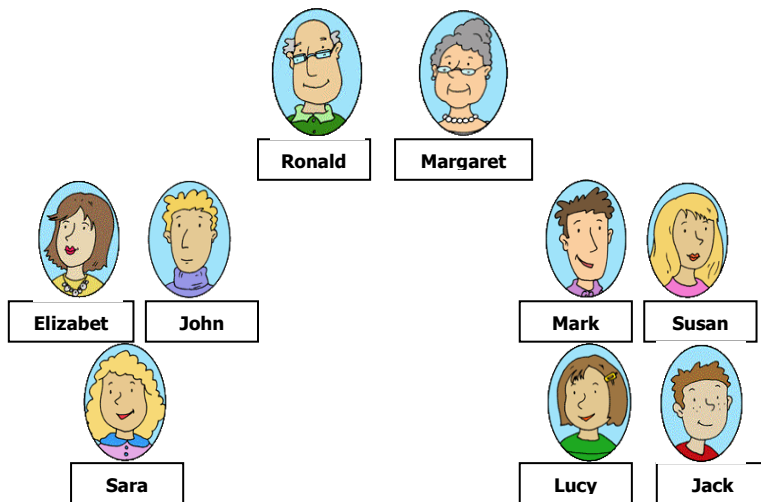 Ronald
Margaret
Elizabet
John
Mark
Susan
Sara
Lucy
Jack